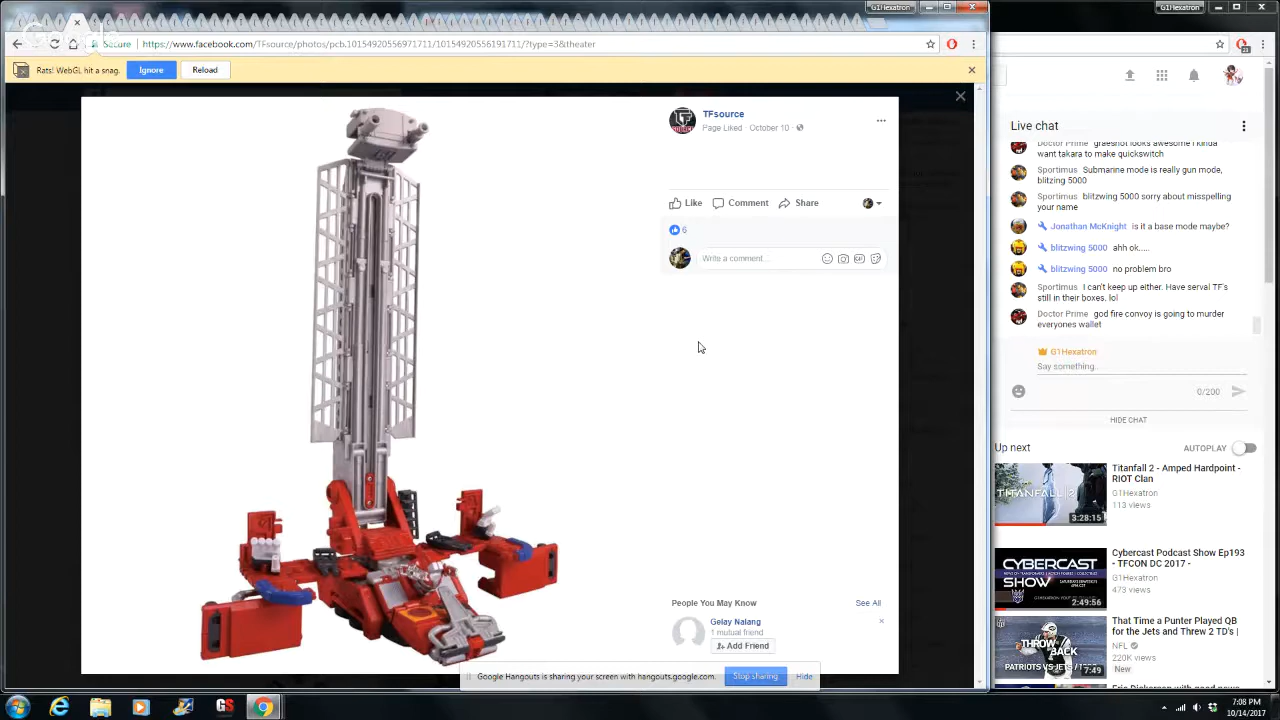 G1Hexatron
G1Hexatron
Google
Secure
https://www.facebook.com/TFsource/photos/pcb.10154920556971711/10154920556191711/?type=3&theater
Rats! WebGL hit a snag.
Ignore
Reload
TFsource
Page Liked · October 10 ·
Like
Comment
Share
6
Write a comment...
People You May Know
See All
Gelay Nalang
1 mutual friend
Add Friend
Google Hangouts is sharing your screen with hangouts.google.com.
Stop sharing
Hide
Live chat
Doctor Prime graeshot looks awesome I kinda
want takara to make quickswitch
Sportimus Submarine mode is really gun mode,
blitzing 5000
Sportimus blitzwing 5000 sorry about misspelling
your name
Jonathan McKnight is it a base mode maybe?
blitzwing 5000 ahh ok.....
blitzwing 5000 no problem bro
Sportimus I can't keep up either. Have serval TF's
still in their boxes. lol
Doctor Prime god fire convoy is going to murder
everyones wallet
G1Hexatron
Say something...
0/200
HIDE CHAT
Up next
AUTOPLAY
TITANFALL 2
3:28:15
Titanfall 2 - Amped Hardpoint -
RIOT Clan
G1Hexatron
113 views
CYBERCAST
SHOW
2:49:56
Cybercast Podcast Show Ep193
- TFCON DC 2017 -
G1Hexatron
473 views
THROW
BACK
PATRIOTS VS JETS /
7:49
That Time a Punter Played QB
for the Jets and Threw 2 TD's |
NFL
220K views
New
7:08 PM
10/14/2017